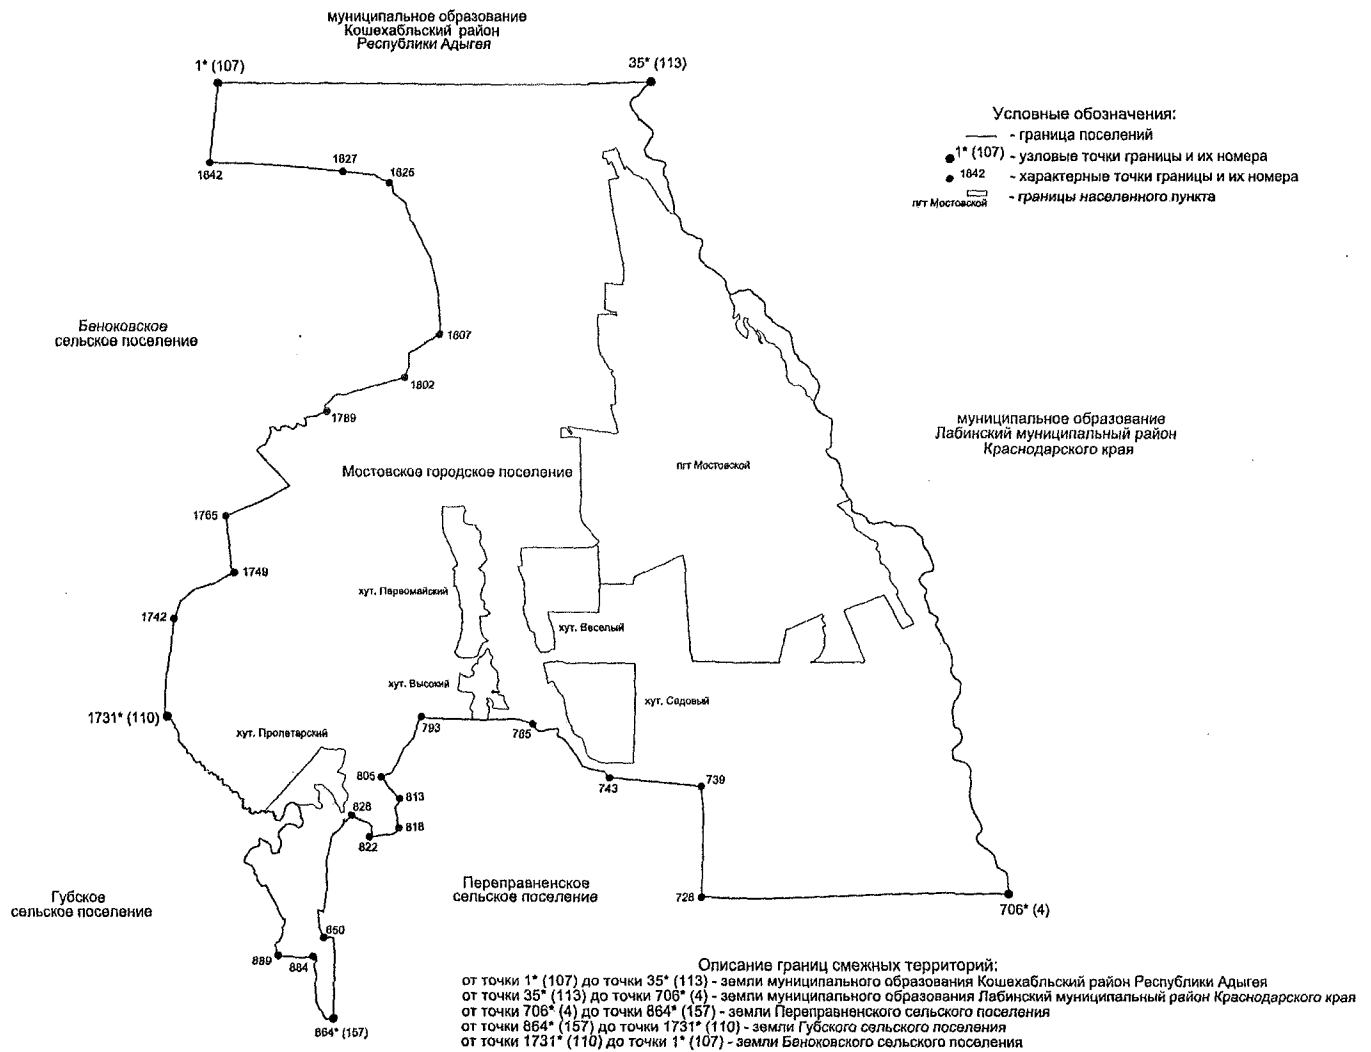 муниципальное образование
Кошехабльский район
Республики Адыгея
1* (107)
35* (113)
Условные обозначения:
- граница поселений
1* (107) - узловые точки границы и их номера
1842 - характерные точки границы и их номера
пгт Мостовской - границы населенного пункта
1842
1827
1825
Беноковское
сельское поселение
1807
1802
1789
муниципальное образование
Лабинский муниципальный район
Краснодарского края
Мостовское городское поселение
пгт Мостовской
1765
1749
хут. Первомайский
1742
хут. Веселый
хут. Высокий
хут. Садовый
1731* (110)
793
785
хут. Пролетарский
805
743
739
813
828
818
822
Губское
сельское поселение
Переправненское
сельское поселение
728
706* (4)
850
889
884
864* (157)
Описание границ смежных территорий:
от точки 1* (107) до точки 35* (113) - земли муниципального образования Кошехабльский район Республики Адыгея
от точки 35* (113) до точки 706* (4) - земли муниципального образования Лабинский муниципальный район Краснодарского края
от точки 706* (4) до точки 864* (157) - земли Переправненского сельского поселения
от точки 864* (157) до точки 1731* (110) - земли Губского сельского поселения
от точки 1731* (110) до точки 1* (107) - земли Беноковского сельского поселения